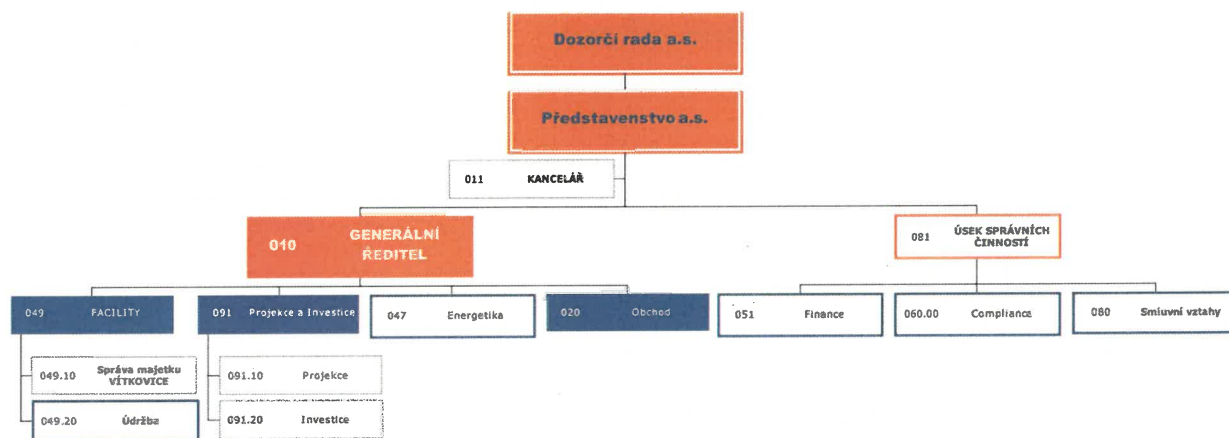 Dozorčí rada a.s.
Představenstvo a.s.
011 KANCELÁŘ
010 GENERÁLNÍ
ŘEDITEL
081 ÚSEK SPRÁVNÍCH
ČINNOSTÍ
049 FACILITY
091 Projekce a Investice
047 Energetika
020 Obchod
051 Finance
060.00 Compliance
080 Smluvní vztahy
049.10 Správa majetku
VÍTKOVICE
091.10 Projekce
049.20 Údržba
091.20 Investice